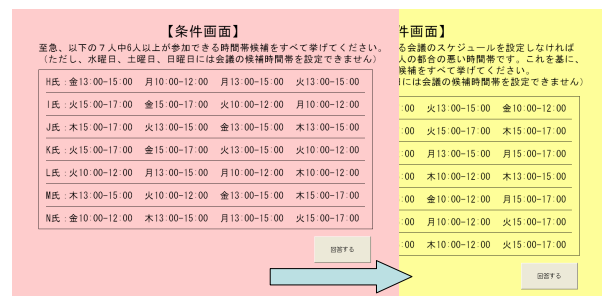 【条件画面】
至急、以下の7人中6人以上が参加できる時間帯候補をすべて挙げてください。
(ただし、水曜日、土曜日、日曜日には会議の候補時間帯を設定できません)
H氏:金13:00-15:00 月10:00-12:00 月13:00-15:00 火13:00-15:00
I氏:火15:00-17:00 金15:00-17:00 火10:00-12:00 月10:00-12:00
J氏:木15:00-17:00 火13:00-15:00 金13:00-15:00 木13:00-15:00
K氏:火15:00-17:00 金15:00-17:00 火13:00-15:00 火10:00-12:00
L氏:火10:00-12:00 月13:00-15:00 月10:00-12:00 木10:00-12:00
M氏:木13:00-15:00 火10:00-12:00 金13:00-15:00 木15:00-17:00
N氏:金10:00-12:00 木13:00-15:00 月13:00-15:00 火15:00-17:00
回答する
件画面】
る会議のスケジュールを設定しなければ
人の都合の悪い時間帯です。これを基に、
候補をすべて挙げてください。
には会議の候補時間帯を設定できません)
:00 火13:00-15:00 金10:00-12:00
:00 火15:00-17:00 木15:00-17:00
:00 月13:00-15:00 月15:00-17:00
:00 木10:00-12:00 木13:00-15:00
:00 金10:00-12:00 月15:00-17:00
:00 月10:00-12:00 火15:00-17:00
:00 木10:00-12:00 火15:00-17:00
回答する